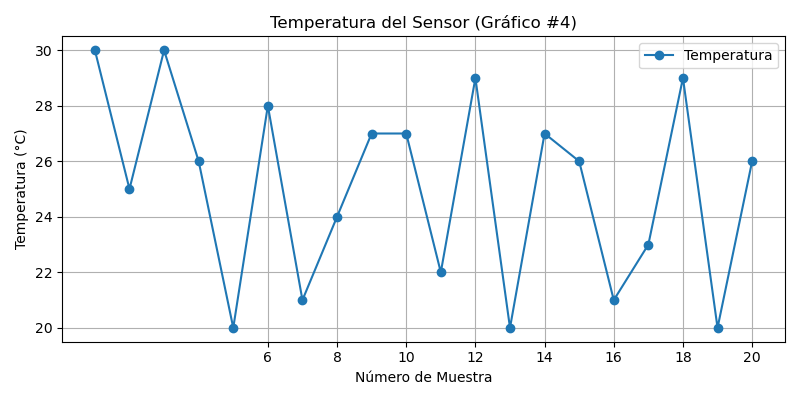 Temperatura del Sensor (Gráfico #4)
Temperatura
30
28
26
24
22
20
Temperatura (°C)
6 8 10 12 14 16 18 20
Número de Muestra